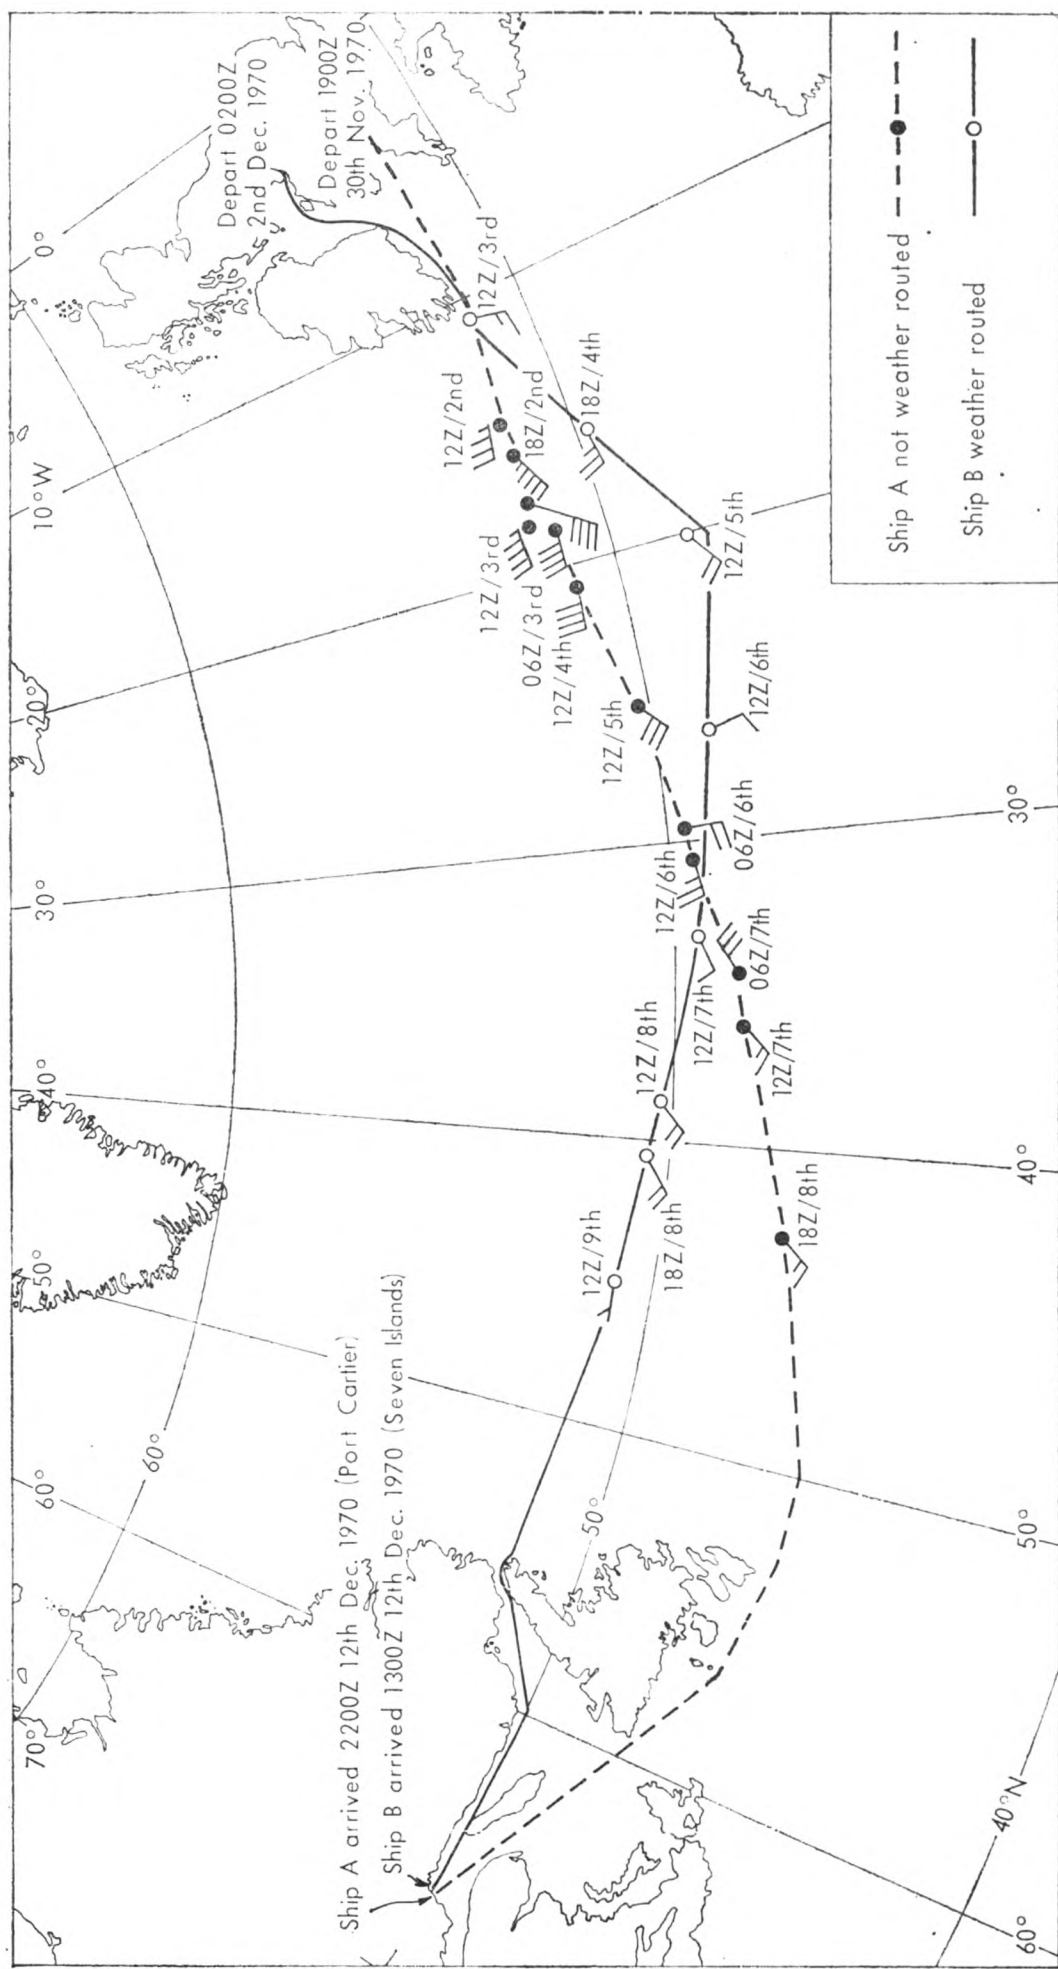 0°
10°W
20°
30°
40°
50°
60°
70°
60°
50°
Depart 0200Z
2nd Dec. 1970
Depart 1900Z
30th Nov. 1970
12Z/3rd
18Z/4th
12Z/5th
12Z/6th
12Z/7th
12Z/8th
18Z/8th
12Z/9th
12Z/2nd
18Z/2nd
12Z/3rd
06Z/3rd
12Z/4th
12Z/5th
06Z/6th
12Z/6th
06Z/7th
12Z/7th
18Z/8th
Ship A arrived 2200Z 12th Dec. 1970 (Port Cartier)
Ship B arrived 1300Z 12th Dec. 1970 (Seven Islands)
60°
40°N
50°
40°
30°
Ship A not weather routed
Ship B weather routed